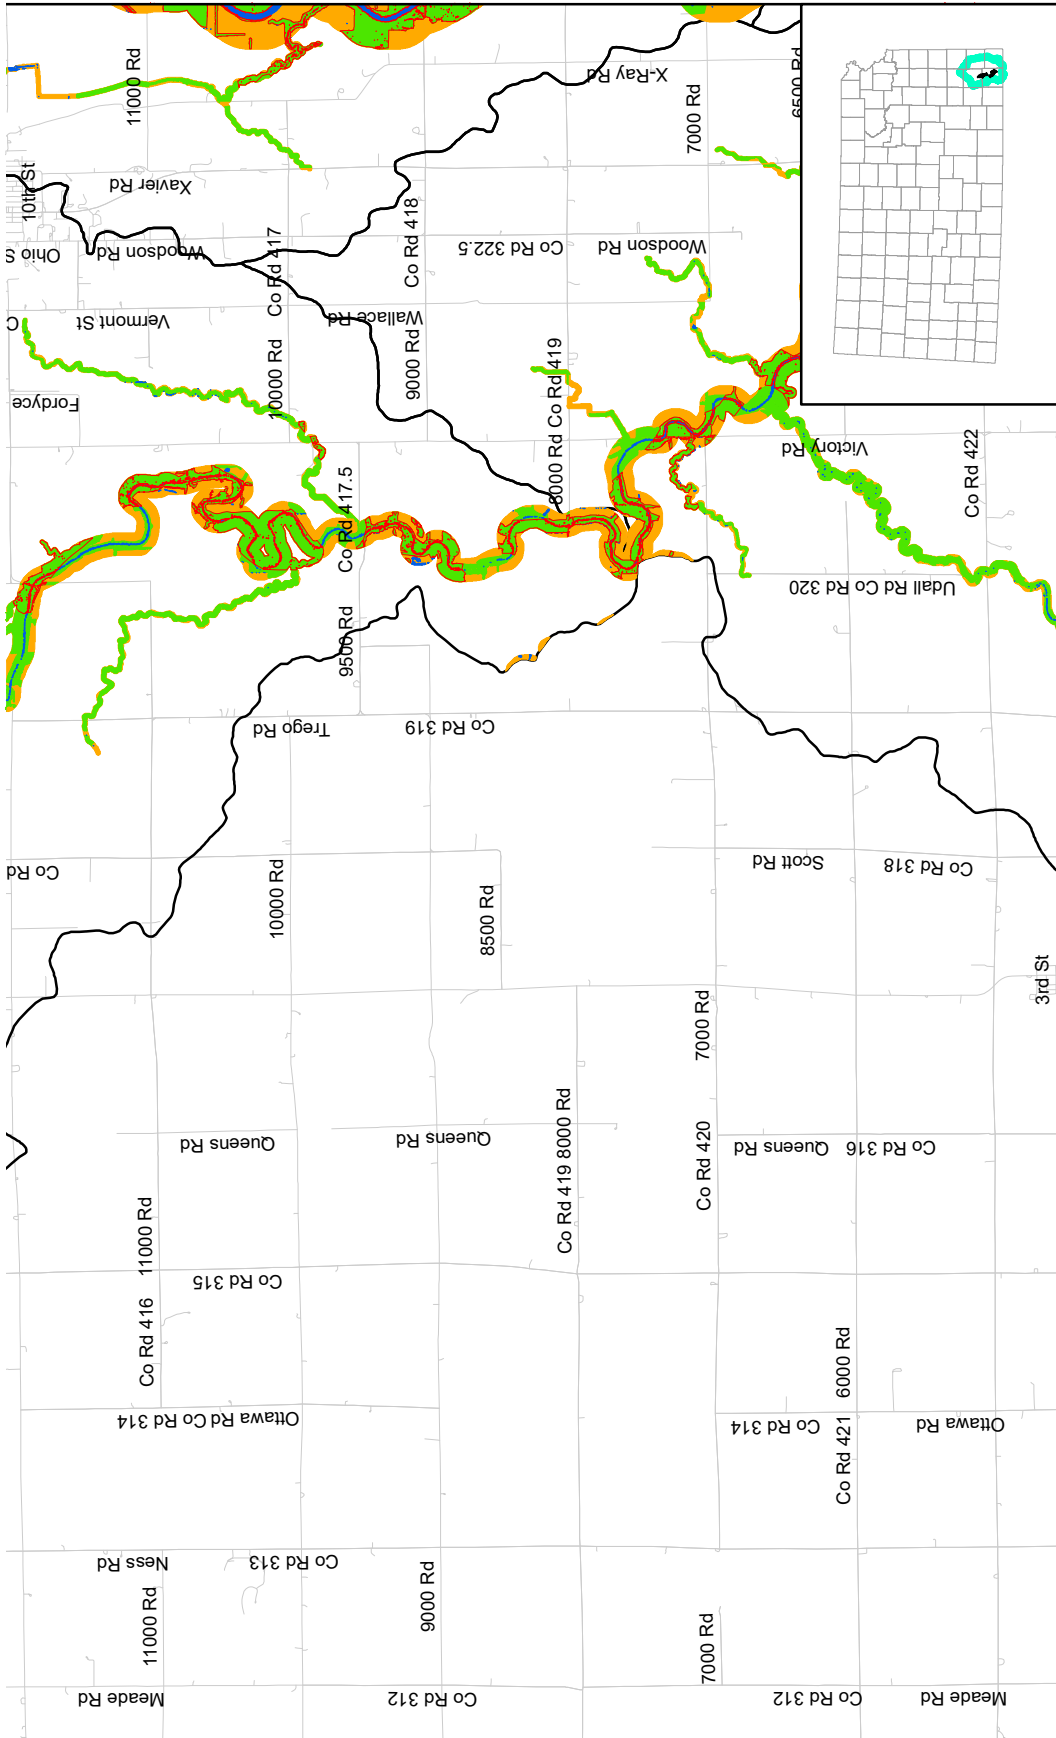 11000 Rd
X-Ray Rd
6500 Rd
7000 Rd
10th St
Xavier Rd
Co Rd 418
Ohio S
Woodson Rd
Co Rd 417
Co Rd 322.5
Woodson Rd
Vermont St
Wallace Rd
9000 Rd
10000 Rd
Co Rd 419
8000 Rd
Fordyce
Victory Rd
Co Rd 422
Co Rd 417.5
Udall Rd Co Rd 320
9500 Rd
Trego Rd
Co Rd 319
Co Rd
10000 Rd
8500 Rd
Scott Rd
Co Rd 318
3rd St
7000 Rd
Queens Rd
Queens Rd
Co Rd 419 8000 Rd
Co Rd 420
Queens Rd
Co Rd 316
11000 Rd
Co Rd 315
Co Rd 416
6000 Rd
Ottawa Rd Co Rd 314
Co Rd 314
Co Rd 421
Ottawa Rd
Ness Rd
Co Rd 313
11000 Rd
9000 Rd
7000 Rd
Meade Rd
Co Rd 312
Co Rd 312
Meade Rd